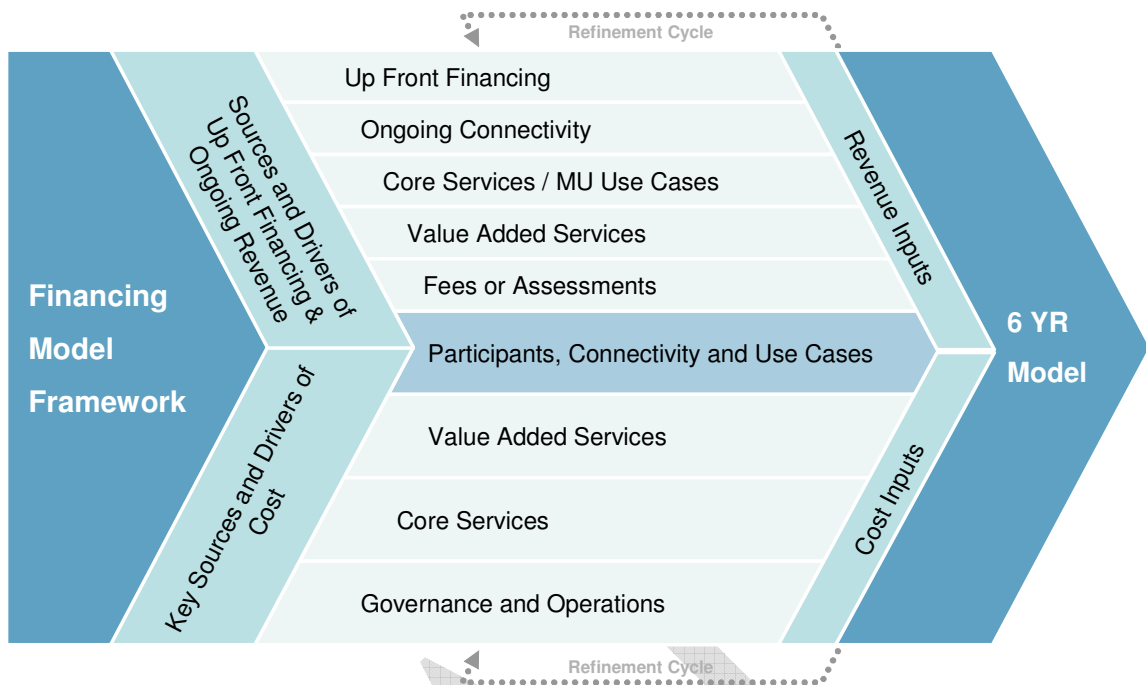 Refinement Cycle
Up Front Financing
Ongoing Connectivity
Core Services / MU Use Cases
Value Added Services
Fees or Assessments
Participants, Connectivity and Use Cases
Value Added Services
Core Services
Governance and Operations
Sources and Drivers of
Up Front Financing &
Ongoing Revenue
Key Sources and Drivers of
Cost
Revenue Inputs
Cost Inputs
Financing
Model
Framework
6 YR
Model
Refinement Cycle